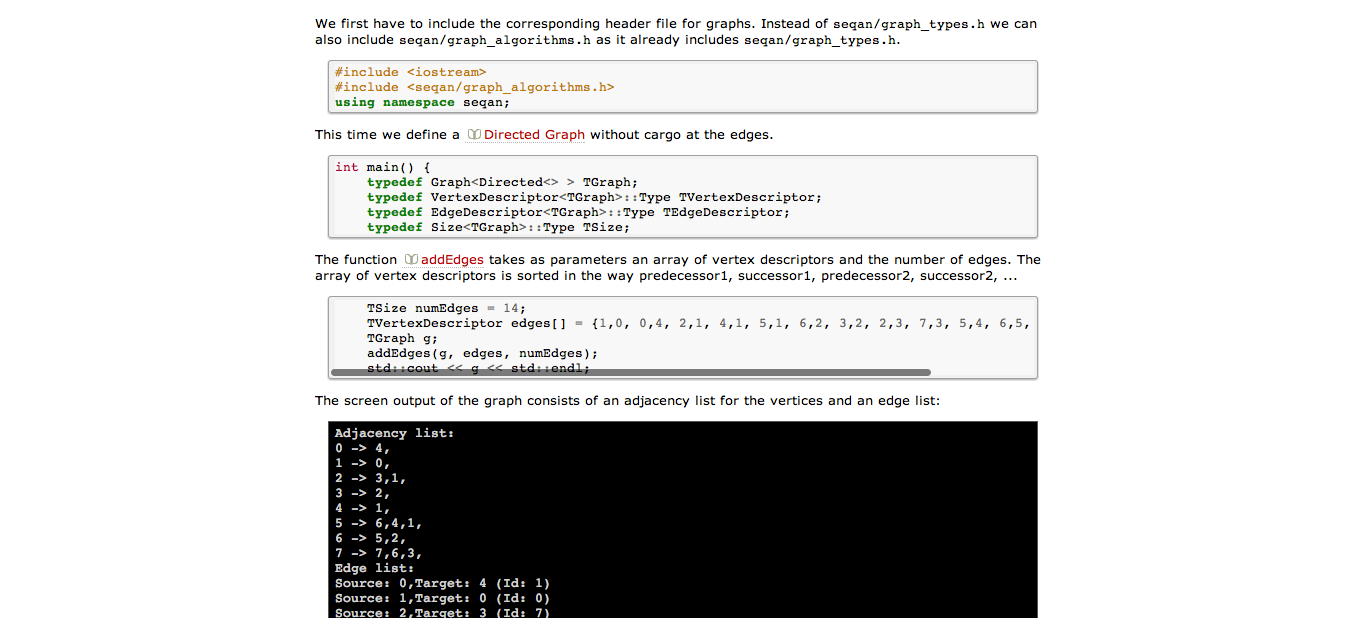 We first have to include the corresponding header file for graphs. Instead of seqan/graph_types.h we can
also include seqan/graph_algorithms.h as it already includes seqan/graph_types.h.
#include <iostream>
#include <seqan/graph_algorithms.h>
using namespace seqan;
This time we define a Directed Graph without cargo at the edges.
int main() {
    typedef Graph<Directed<> > TGraph;
    typedef VertexDescriptor<TGraph>::Type TVertexDescriptor;
    typedef EdgeDescriptor<TGraph>::Type TEdgeDescriptor;
    typedef Size<TGraph>::Type TSize;
The function addEdges takes as parameters an array of vertex descriptors and the number of edges. The
array of vertex descriptors is sorted in the way predecessor1, successor1, predecessor2, successor2, ...
    TSize numEdges = 14;
    TVertexDescriptor edges[] = {1,0, 0,4, 2,1, 4,1, 5,1, 6,2, 3,2, 2,3, 7,3, 5,4, 6,5,
    TGraph g;
    addEdges(g, edges, numEdges);
    std::cout << g << std::endl;
The screen output of the graph consists of an adjacency list for the vertices and an edge list:
Adjacency list:
0 -> 4,
1 -> 0,
2 -> 3,1,
3 -> 2,
4 -> 1,
5 -> 6,4,1,
6 -> 5,2,
7 -> 7,6,3,
Edge list:
Source: 0,Target: 4 (Id: 1)
Source: 1,Target: 0 (Id: 0)
Source: 2,Target: 3 (Id: 7)